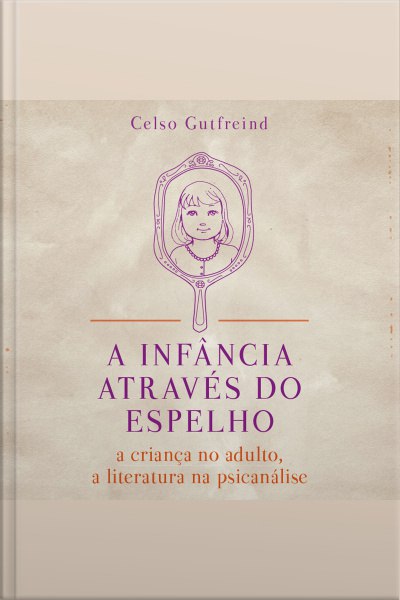 Celso Gutfreind
A INFÂNCIA
ATRAVÉS DO
ESPELHO
a criança no adulto,
a literatura na psicanálise